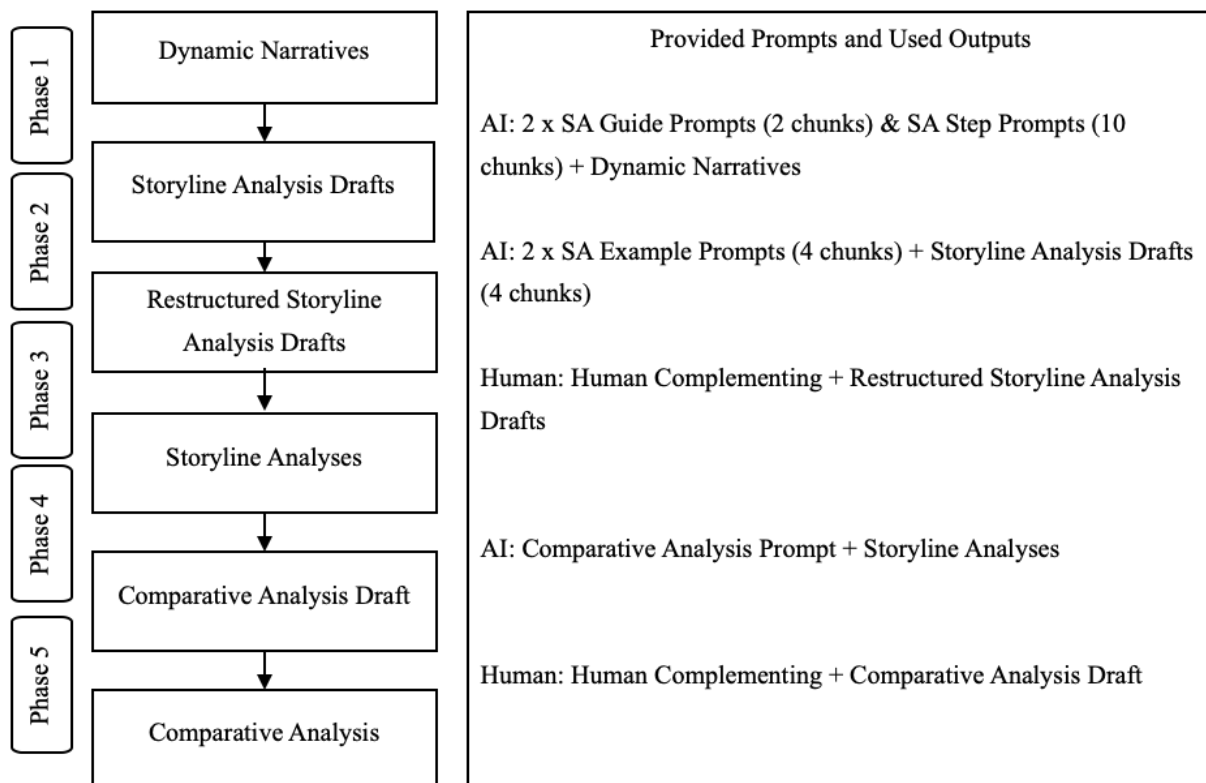 Phase 1
Phase 2
Phase 3
Phase 4
Phase 5
Dynamic Narratives
Storyline Analysis Drafts
Restructured Storyline
Analysis Drafts
Storyline Analyses
Comparative Analysis Draft
Comparative Analysis
Provided Prompts and Used Outputs
AI: 2 x SA Guide Prompts (2 chunks) & SA Step Prompts (10
chunks) + Dynamic Narratives
AI: 2 x SA Example Prompts (4 chunks) + Storyline Analysis Drafts
(4 chunks)
Human: Human Complementing + Restructured Storyline Analysis
Drafts
AI: Comparative Analysis Prompt + Storyline Analyses
Human: Human Complementing + Comparative Analysis Draft